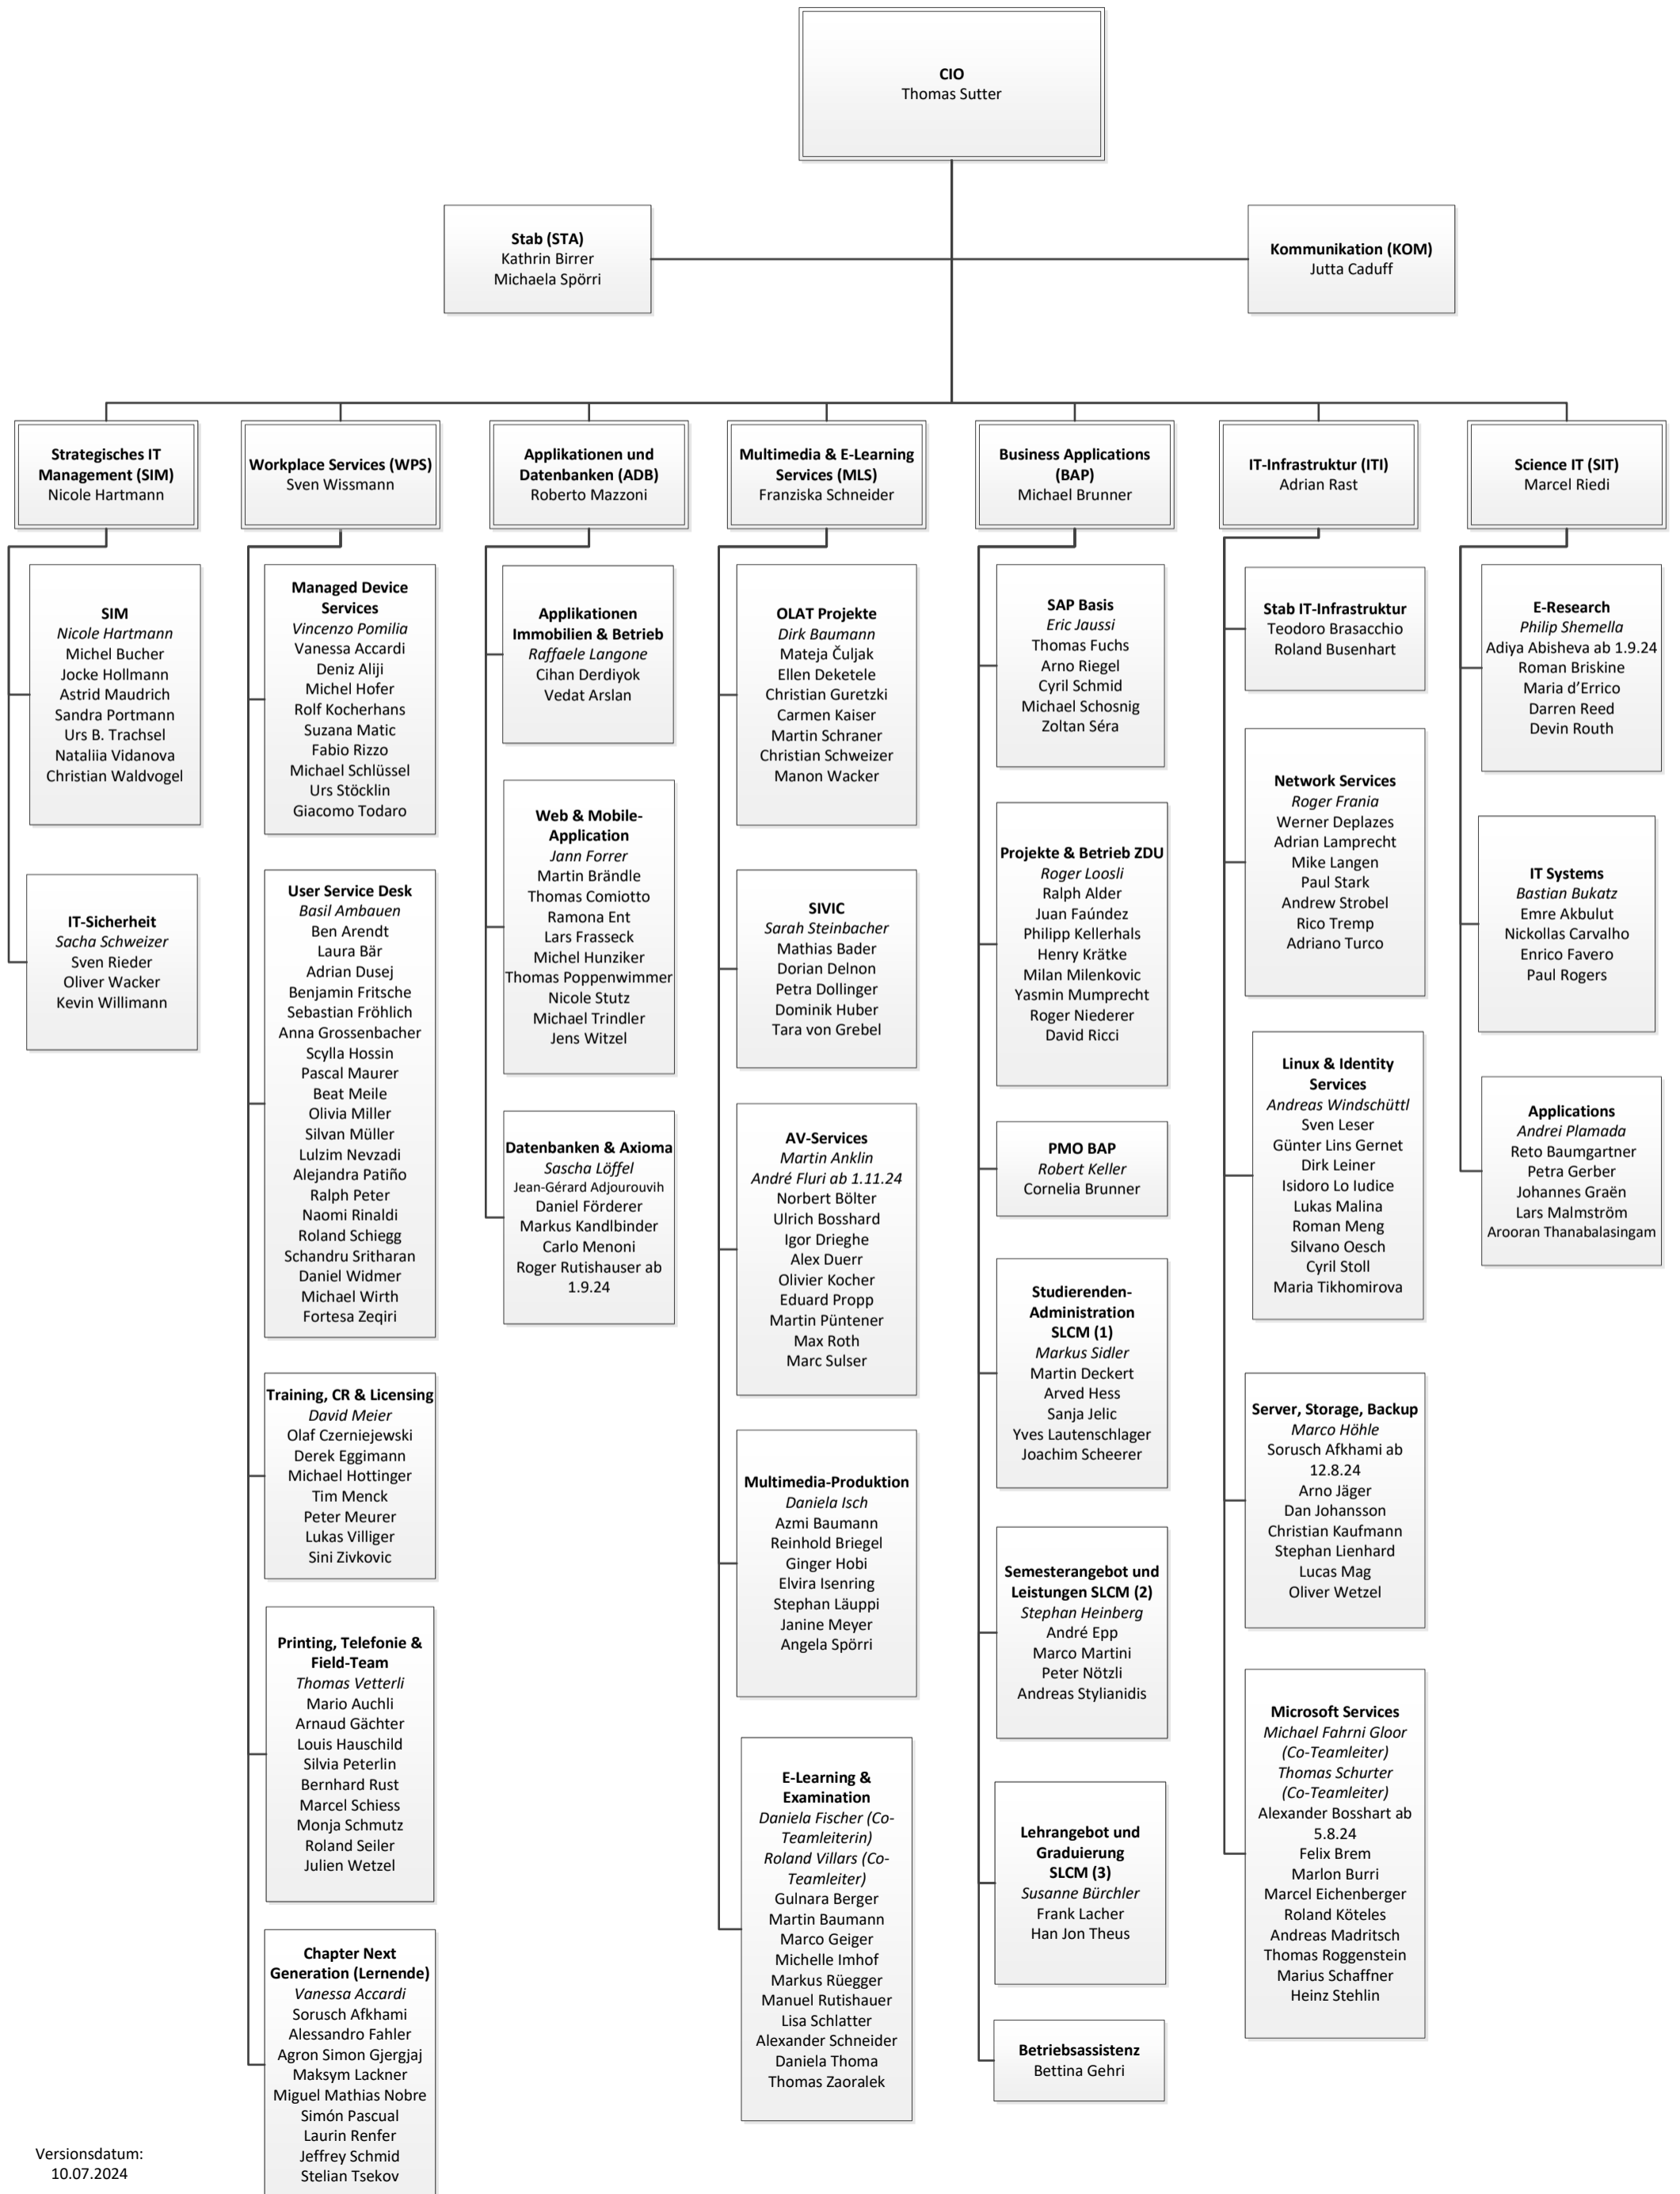 CIO
Thomas Sutter
Stab (STA)
Kathrin Birrer
Michaela Spörri
Kommunikation (KOM)
Jutta Caduff
Strategisches IT
Management (SIM)
Nicole Hartmann
SIM
Nicole Hartmann
Michel Bucher
Jocke Hollmann
Astrid Maudrich
Sandra Portmann
Urs B. Trachsel
Nataliia Vidanova
Christian Waldvogel
IT-Sicherheit
Sacha Schweizer
Sven Rieder
Oliver Wacker
Kevin Willimann
Workplace Services (WPS)
Sven Wissmann
Managed Device
Services
Vincenzo Pomilia
Vanessa Accardi
Deniz Aliji
Michel Hofer
Rolf Kocherhans
Suzana Matic
Fabio Rizzo
Michael Schlüssel
Urs Stöcklin
Giacomo Todaro
User Service Desk
Basil Ambauen
Ben Arendt
Laura Bär
Adrian Dusej
Benjamin Fritsche
Sebastian Fröhlich
Anna Grossenbacher
Scylla Hossin
Pascal Maurer
Beat Meile
Olivia Miller
Silvan Müller
Lulzim Nevzadi
Alejandra Patiño
Ralph Peter
Naomi Rinaldi
Roland Schiegg
Schandru Sritharan
Daniel Widmer
Michael Wirth
Fortesa Zeqiri
Training, CR & Licensing
David Meier
Olaf Czerniejewski
Derek Eggimann
Michael Hottinger
Tim Menck
Peter Meurer
Lukas Villiger
Sini Zivkovic
Printing, Telefonie &
Field-Team
Thomas Vetterli
Mario Auchli
Arnaud Gächter
Louis Hauschild
Silvia Peterlin
Bernhard Rust
Marcel Schiess
Monja Schmutz
Roland Seiler
Julien Wetzel
Chapter Next
Generation (Lernende)
Vanessa Accardi
Sorusch Afkhami
Alessandro Fahler
Agron Simon Gjergjaj
Maksym Lackner
Miguel Mathias Nobre
Simón Pascual
Laurin Renfer
Jeffrey Schmid
Stelian Tsekov
Applikationen und
Datenbanken (ADB)
Roberto Mazzoni
Applikationen
Immobilien & Betrieb
Raffaele Langone
Cihan Derdiyok
Vedat Arslan
Web & Mobile-
Application
Jann Forrer
Martin Brändle
Thomas Comiotto
Ramona Ent
Lars Frasseck
Michel Hunziker
Thomas Poppenwimmer
Nicole Stutz
Michael Trindler
Jens Witzel
Datenbanken & Axioma
Sascha Löffel
Jean-Gérard Adjourouvih
Daniel Förderer
Markus Kandlbinder
Carlo Menoni
Roger Rutishauser ab
1.9.24
Multimedia & E-Learning
Services (MLS)
Franziska Schneider
OLAT Projekte
Dirk Baumann
Mateja Čuljak
Ellen Deketele
Christian Guretzki
Carmen Kaiser
Martin Schraner
Christian Schweizer
Manon Wacker
SIVIC
Sarah Steinbacher
Mathias Bader
Dorian Delnon
Petra Dollinger
Dominik Huber
Tara von Grebel
AV-Services
Martin Anklin
André Fluri ab 1.11.24
Norbert Bölter
Ulrich Bosshard
Igor Drieghe
Alex Duerr
Olivier Kocher
Eduard Propp
Martin Püntener
Max Roth
Marc Sulser
Multimedia-Produktion
Daniela Isch
Azmi Baumann
Reinhold Briegel
Ginger Hobi
Elvira Isenring
Stephan Läuppi
Janine Meyer
Angela Spörri
E-Learning &
Examination
Daniela Fischer (Co-
Teamleiterin)
Roland Villars (Co-
Teamleiter)
Gulnara Berger
Martin Baumann
Marco Geiger
Michelle Imhof
Markus Rüegger
Manuel Rutishauer
Lisa Schlatter
Alexander Schneider
Daniela Thoma
Thomas Zaoralek
Business Applications
(BAP)
Michael Brunner
SAP Basis
Eric Jaussi
Thomas Fuchs
Arno Riegel
Cyril Schmid
Michael Schosnig
Zoltan Séra
Projekte & Betrieb ZDU
Roger Loosli
Ralph Alder
Juan Faúndez
Philipp Kellerhals
Henry Krätke
Milan Milenkovic
Yasmin Mumprecht
Roger Niederer
David Ricci
PMO BAP
Robert Keller
Cornelia Brunner
Studierenden-
Administration
SLCM (1)
Markus Sidler
Martin Deckert
Arved Hess
Sanja Jelic
Yves Lautenschlager
Joachim Scheerer
Semesterangebot und
Leistungen SLCM (2)
Stephan Heinberg
André Epp
Marco Martini
Peter Nötzli
Andreas Stylianidis
Lehrangebot und
Graduierung
SLCM (3)
Susanne Bürchler
Frank Lacher
Han Jon Theus
Betriebsassistenz
Bettina Gehri
IT-Infrastruktur (ITI)
Adrian Rast
Stab IT-Infrastruktur
Teodoro Brasacchio
Roland Busenhart
Network Services
Roger Frania
Werner Deplazes
Adrian Lamprecht
Mike Langen
Paul Stark
Andrew Strobel
Rico Tremp
Adriano Turco
Linux & Identity
Services
Andreas Windschüttl
Sven Leser
Günter Lins Gernet
Dirk Leiner
Isidoro Lo Iudice
Lukas Malina
Roman Meng
Silvano Oesch
Cyril Stoll
Maria Tikhomirova
Server, Storage, Backup
Marco Höhle
Sorusch Afkhami ab
12.8.24
Arno Jäger
Dan Johansson
Christian Kaufmann
Stephan Lienhard
Lucas Mag
Oliver Wetzel
Microsoft Services
Michael Fahrni Gloor
(Co-Teamleiter)
Thomas Schurter
(Co-Teamleiter)
Alexander Bosshart ab
5.8.24
Felix Brem
Marlon Burri
Marcel Eichenberger
Roland Köteles
Andreas Madritsch
Thomas Roggenstein
Marius Schaffner
Heinz Stehlin
Science IT (SIT)
Marcel Riedi
E-Research
Philip Shemella
Adiya Abisheva ab 1.9.24
Roman Briskine
Maria d’Errico
Darren Reed
Devin Routh
IT Systems
Bastian Bukatz
Emre Akbulut
Nickollas Carvalho
Enrico Favero
Paul Rogers
Applications
Andrei Plamada
Reto Baumgartner
Petra Gerber
Johannes Graën
Lars Malmström
Arooran Thanabalasingam
Versionsdatum:
10.07.2024